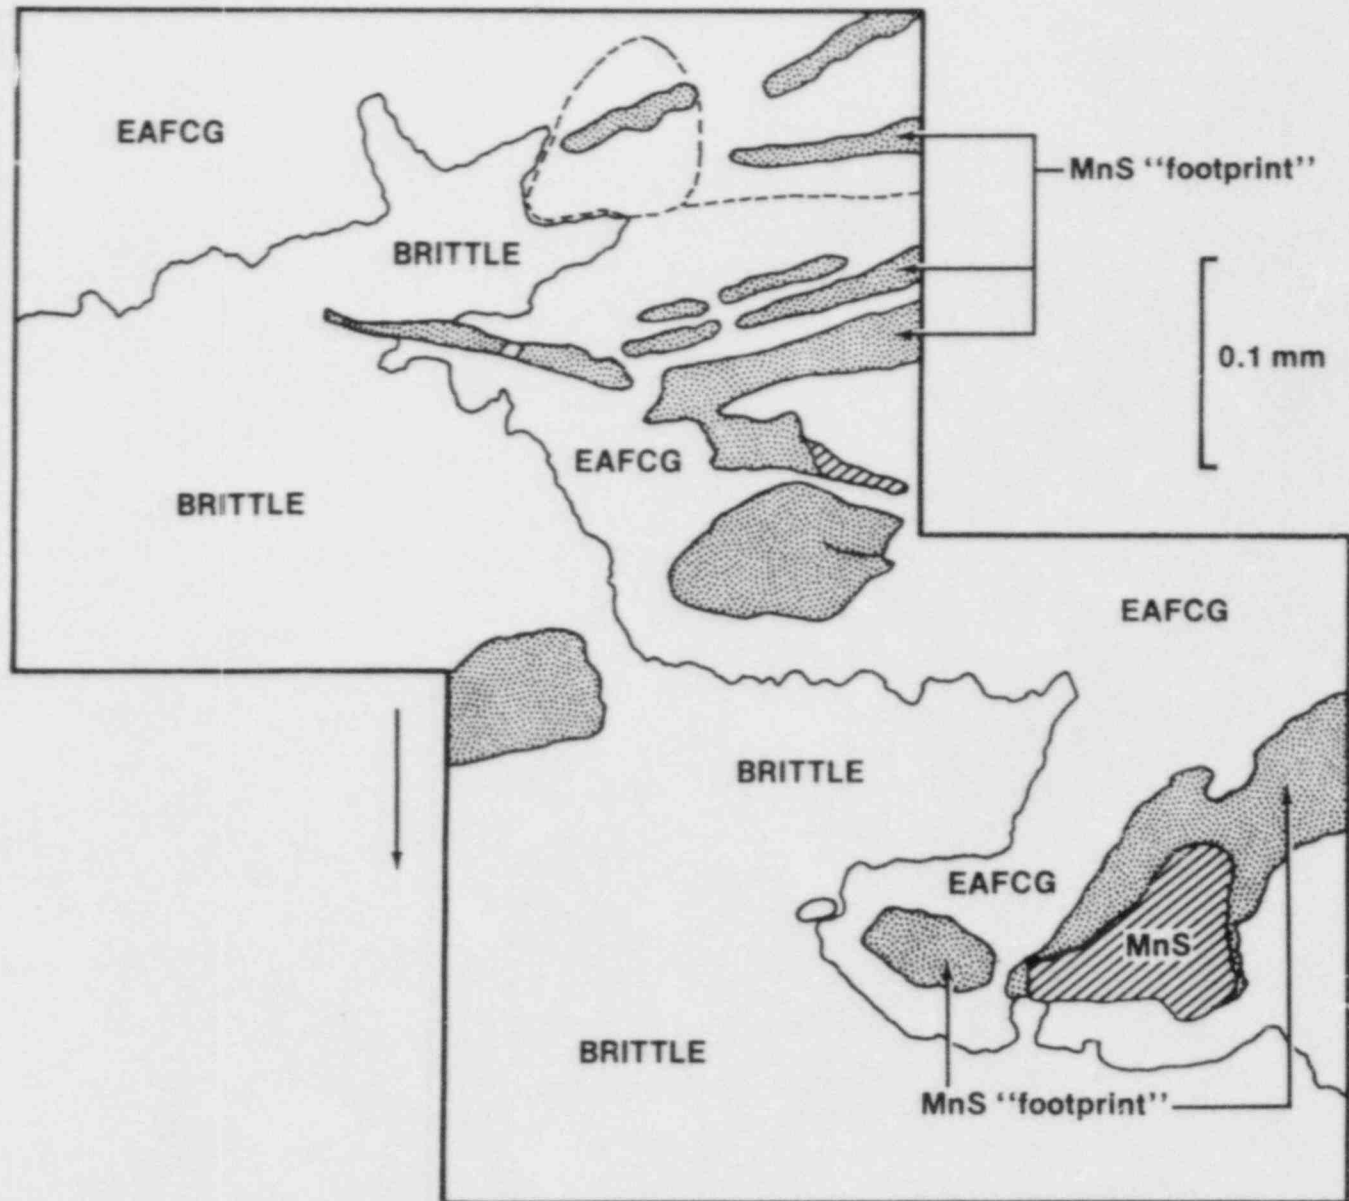 EAFCG
MnS “footprint”
BRITTLE
0.1 mm
EAFCG
BRITTLE
EAFCG
BRITTLE
EAFCG
MnS
BRITTLE
MnS “footprint”